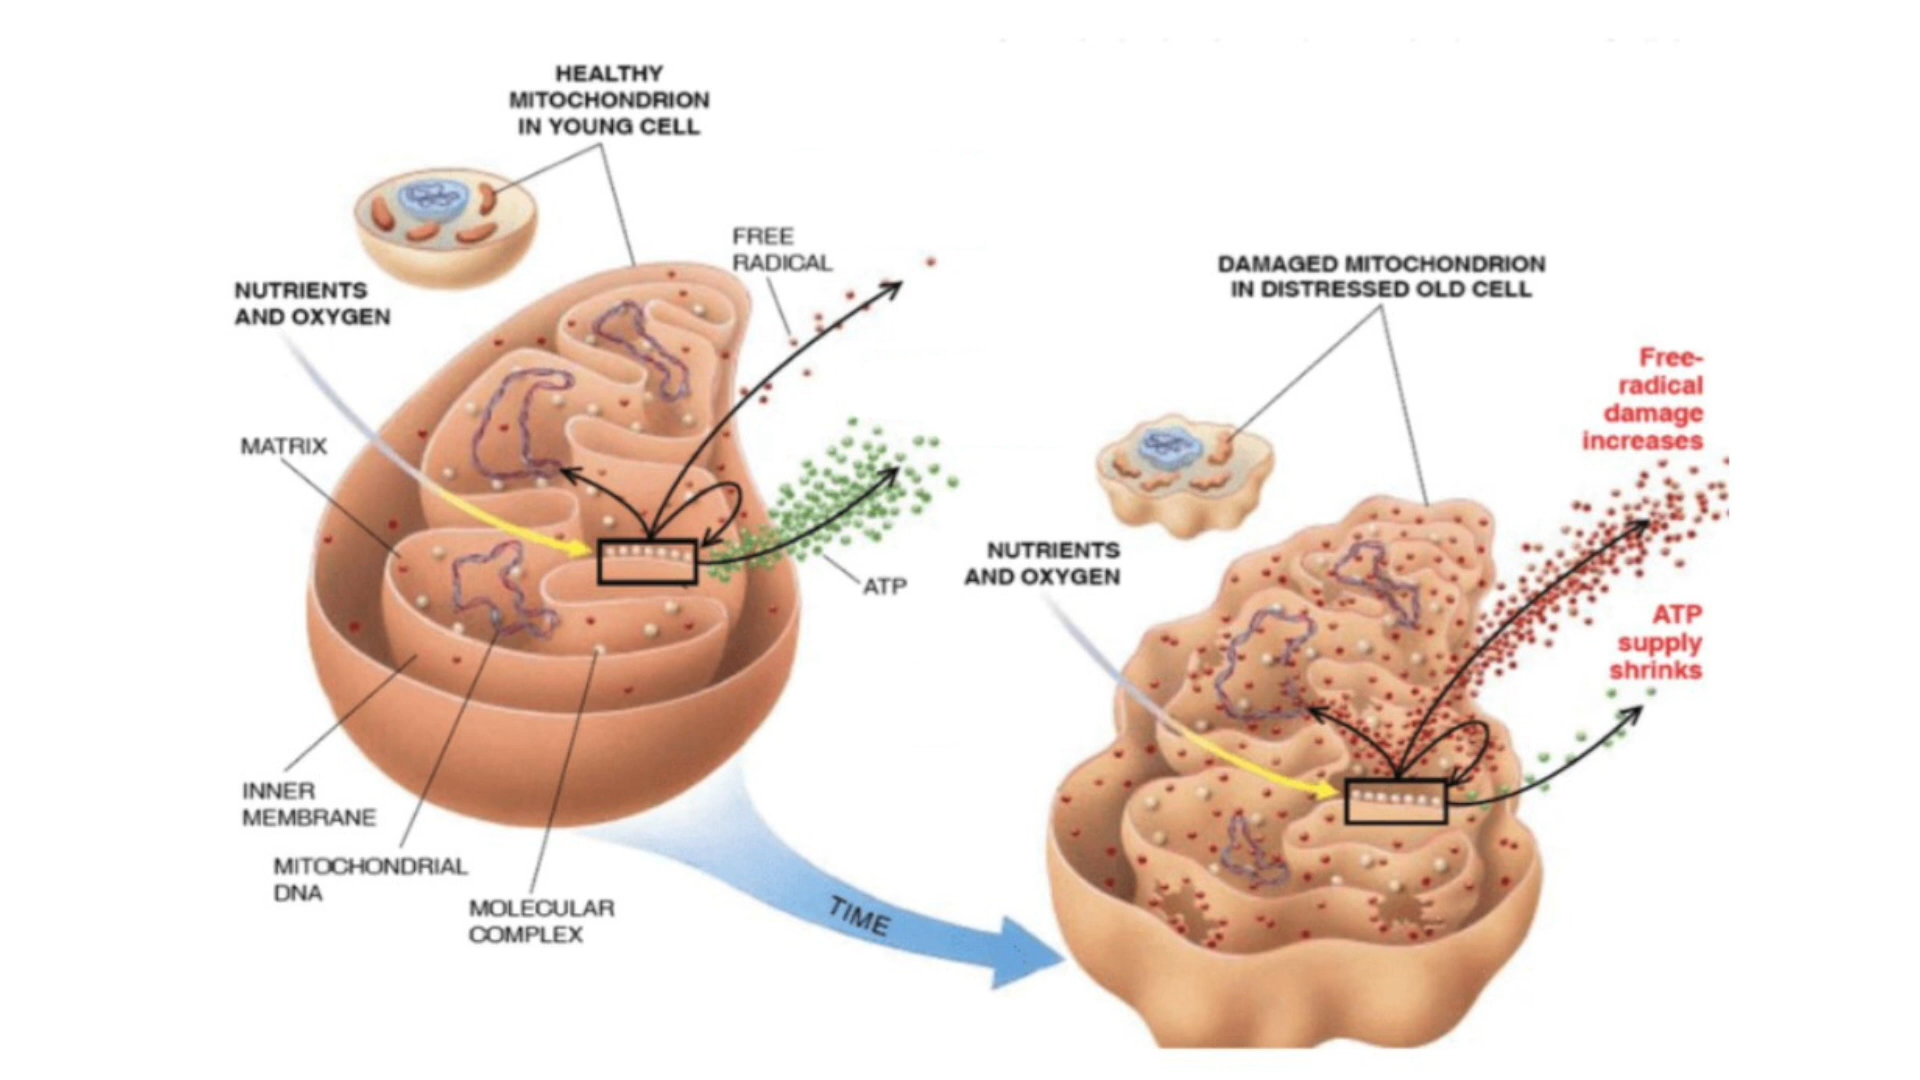 HEALTHY
MITOCHONDRION
IN YOUNG CELL
FREE
RADICAL
NUTRIENTS
AND OXYGEN
MATRIX
ATP
INNER
MEMBRANE
MITOCHONDRIAL
DNA
MOLECULAR
COMPLEX
TIME
DAMAGED MITOCHONDRION
IN DISTRESSED OLD CELL
Free-
radical
damage
increases
NUTRIENTS
AND OXYGEN
ATP
supply
shrinks